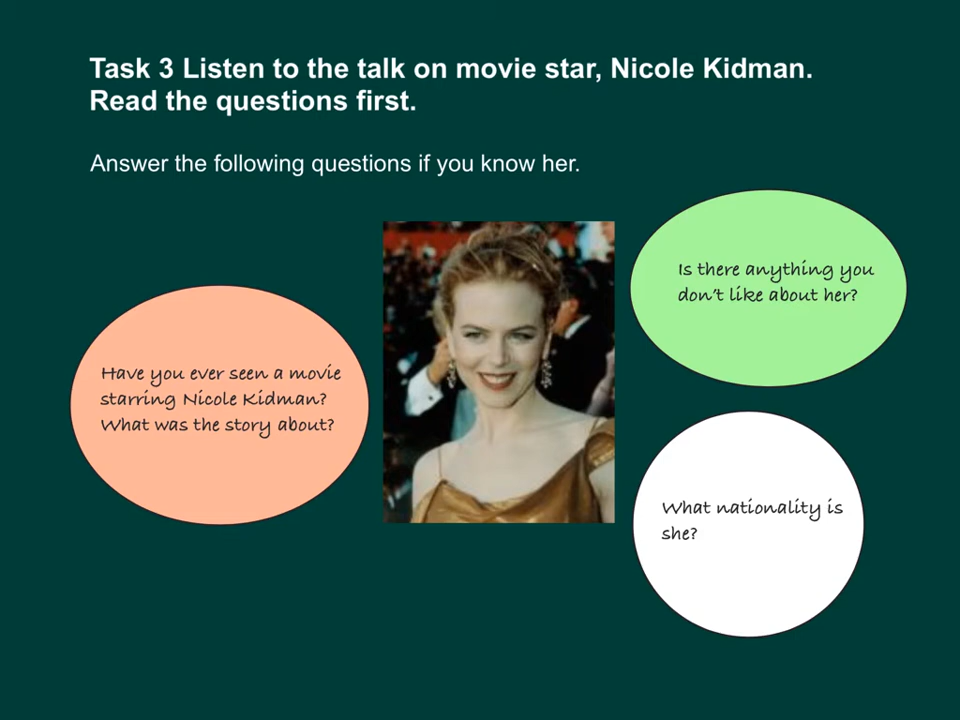 Task 3 Listen to the talk on movie star, Nicole Kidman.
Read the questions first.
Answer the following questions if you know her.
Have you ever seen a movie
starring Nicole Kidman?
What was the story about?
Is there anything you
don't like about her?
What nationality is
she?